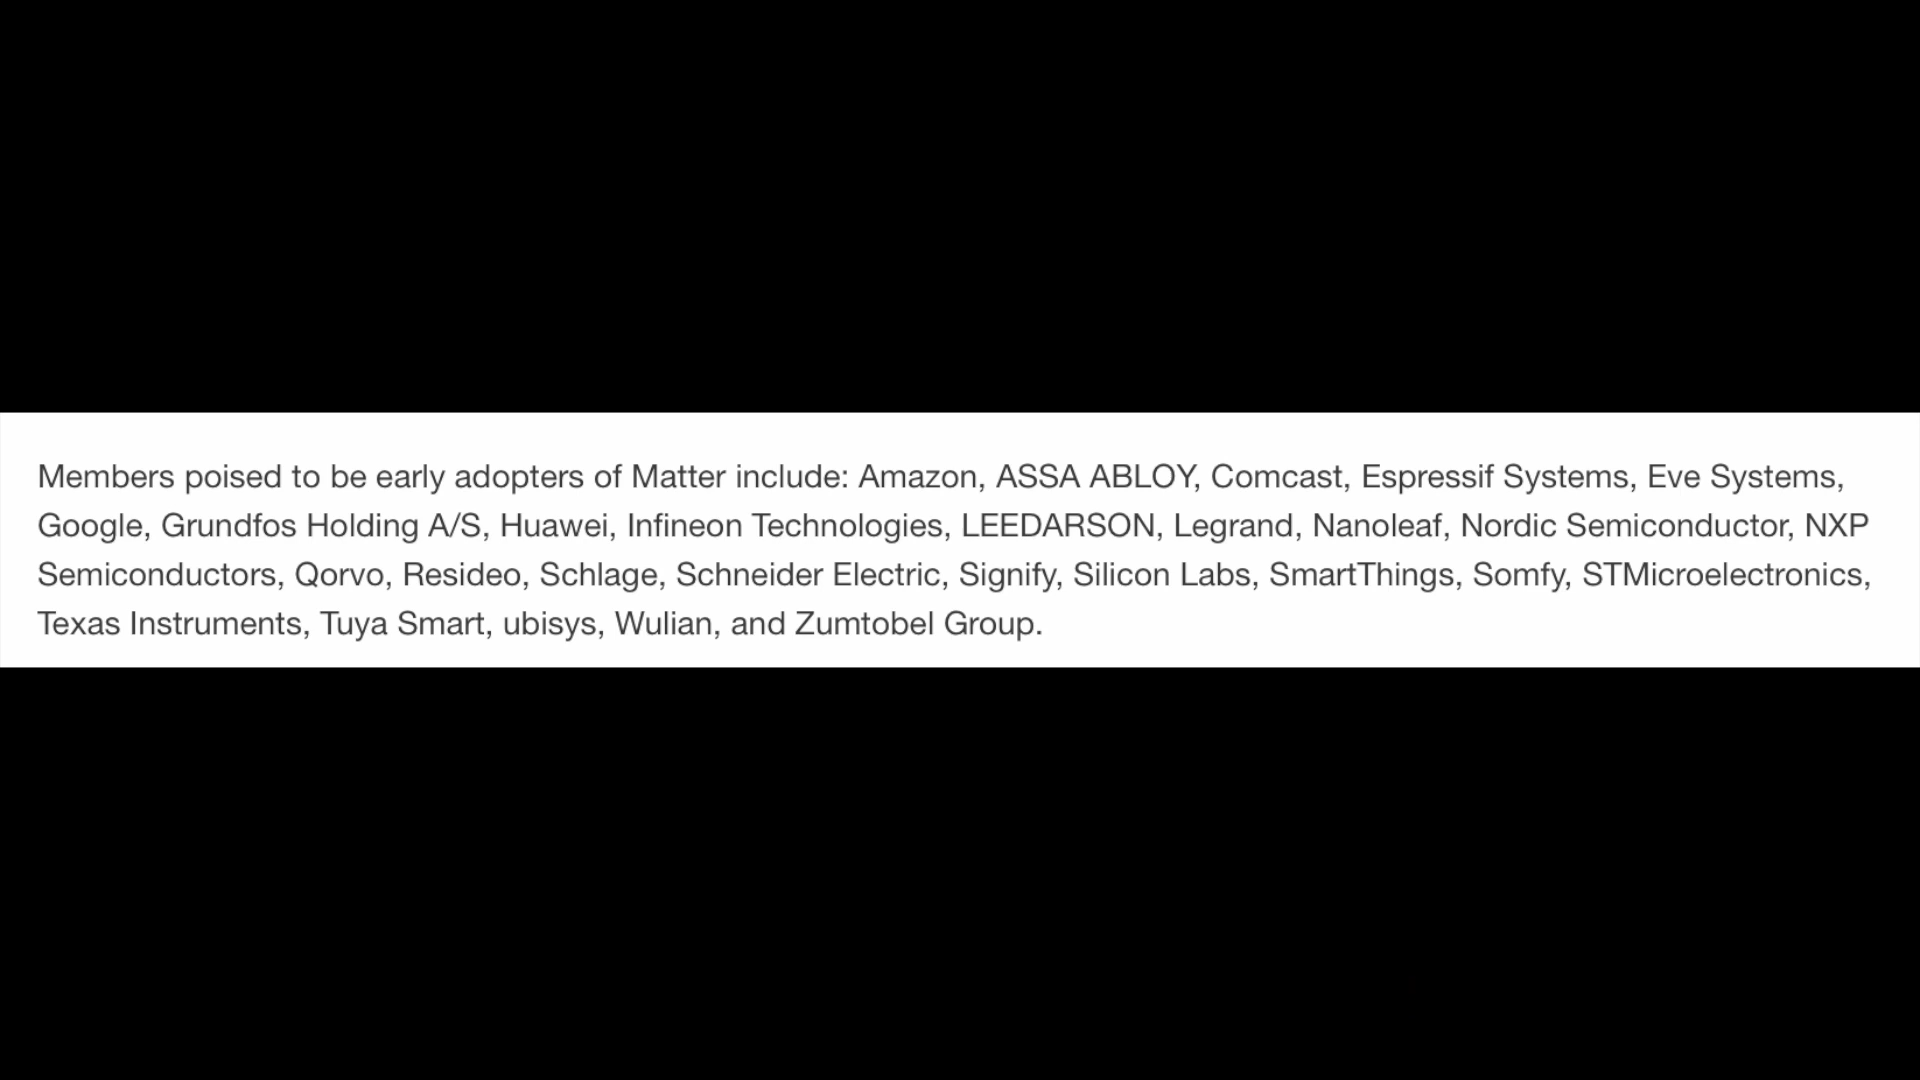 Members poised to be early adopters of Matter include: Amazon, ASSA ABLOY, Comcast, Espressif Systems, Eve Systems,
Google, Grundfos Holding A/S, Huawei, Infineon Technologies, LEEDARSON, Legrand, Nanoleaf, Nordic Semiconductor, NXP
Semiconductors, Qorvo, Resideo, Schlage, Schneider Electric, Signify, Silicon Labs, SmartThings, Somfy, STMicroelectronics,
Texas Instruments, Tuya Smart, ubisys, Wulian, and Zumtobel Group.